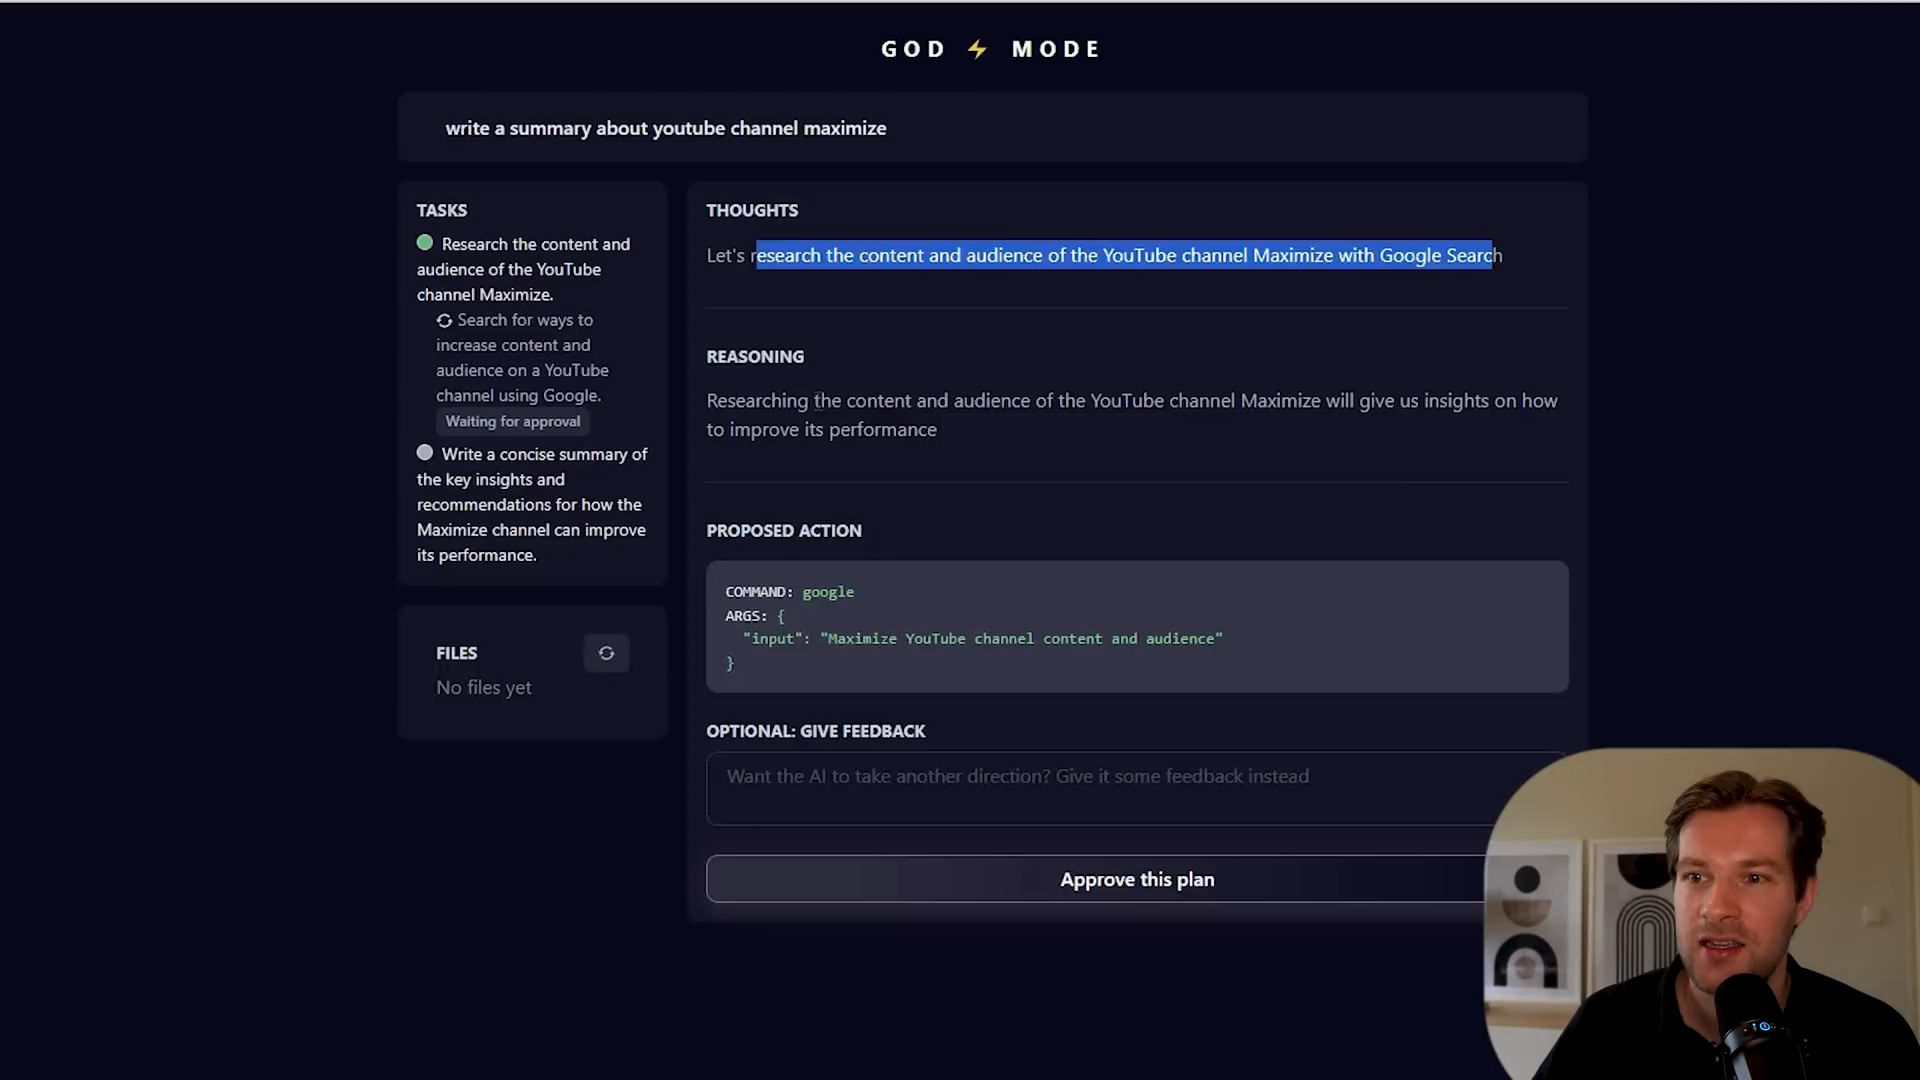 GOD ⚡ MODE
write a summary about youtube channel maximize
TASKS
Research the content and
audience of the YouTube
channel Maximize.
Search for ways to
increase content and
audience on a YouTube
channel using Google.
Waiting for approval
Write a concise summary of
the key insights and
recommendations for how the
Maximize channel can improve
its performance.
FILES
No files yet
THOUGHTS
Let's research the content and audience of the YouTube channel Maximize with Google Search
REASONING
Researching the content and audience of the YouTube channel Maximize will give us insights on how
to improve its performance
PROPOSED ACTION
COMMAND: google
ARGS: {
"input": "Maximize YouTube channel content and audience"
}
OPTIONAL: GIVE FEEDBACK
Want the AI to take another direction? Give it some feedback instead
Approve this plan